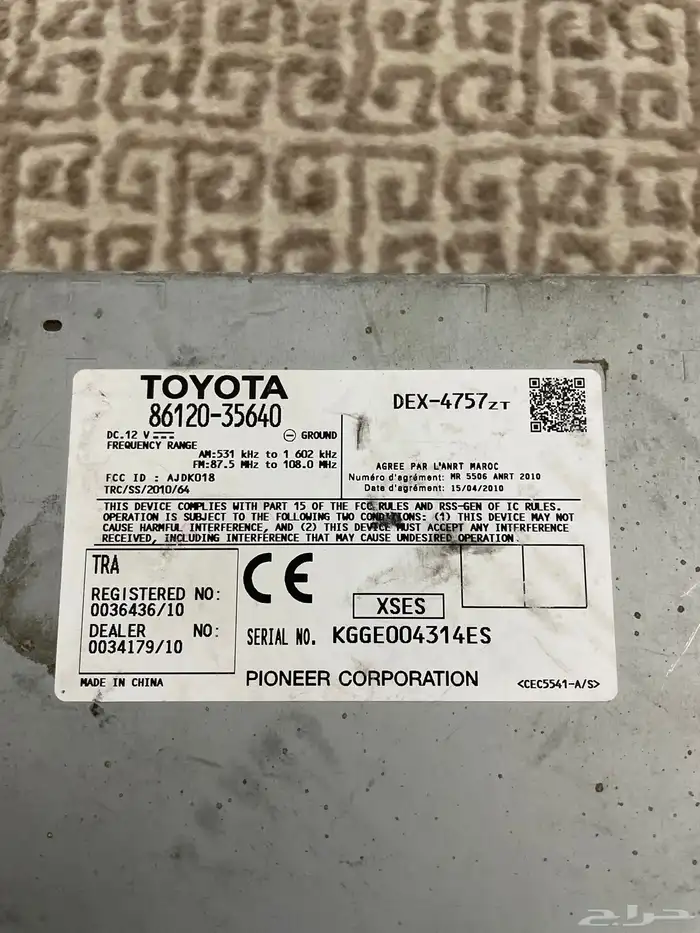 TOYOTA
86120-35640
DEX-4757ZT
DC.12 V
GROUND
FREQUENCY RANGE
AM:531 kHz to 1 602 kHz
FM:87.5 MHz to 108.0 MHz
FCC ID : AJDK018
TRC/SS/2010/64
AGREE PAR L'ANRT MAROC
Numéro d'agrément: MR 5506 ANRT 2010
Date d'agrément: 15/04/2010
THIS DEVICE COMPLIES WITH PART 15 OF THE FCC RULES AND RSS-GEN OF IC RULES.
OPERATION IS SUBJECT TO THE FOLLOWING TWO CONDITIONS: (1) THIS DEVICE MAY NOT
CAUSE HARMFUL INTERFERENCE, AND (2) THIS DEVICE MUST ACCEPT ANY INTERFERENCE
RECEIVED, INCLUDING INTERFERENCE THAT MAY CAUSE UNDESIRED OPERATION.
TRA
REGISTERED NO:
0036436/10
DEALER NO:
0034179/10
CE
XSES
SERIAL NO. KGGE004314ES
MADE IN CHINA
PIONEER CORPORATION
<CEC5541-A/S>
حراج